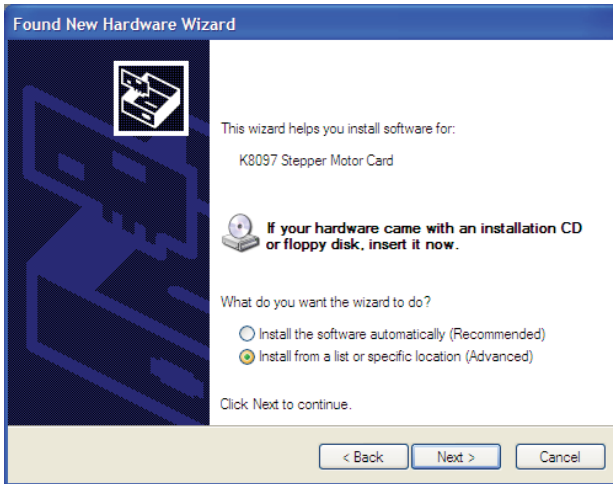 Found New Hardware Wizard
This wizard helps you install software for:
K8097 Stepper Motor Card
If your hardware came with an installation CD
or floppy disk, insert it now.
What do you want the wizard to do?
Install the software automatically (Recommended)
Install from a list or specific location (Advanced)
Click Next to continue.
< Back
Next >
Cancel